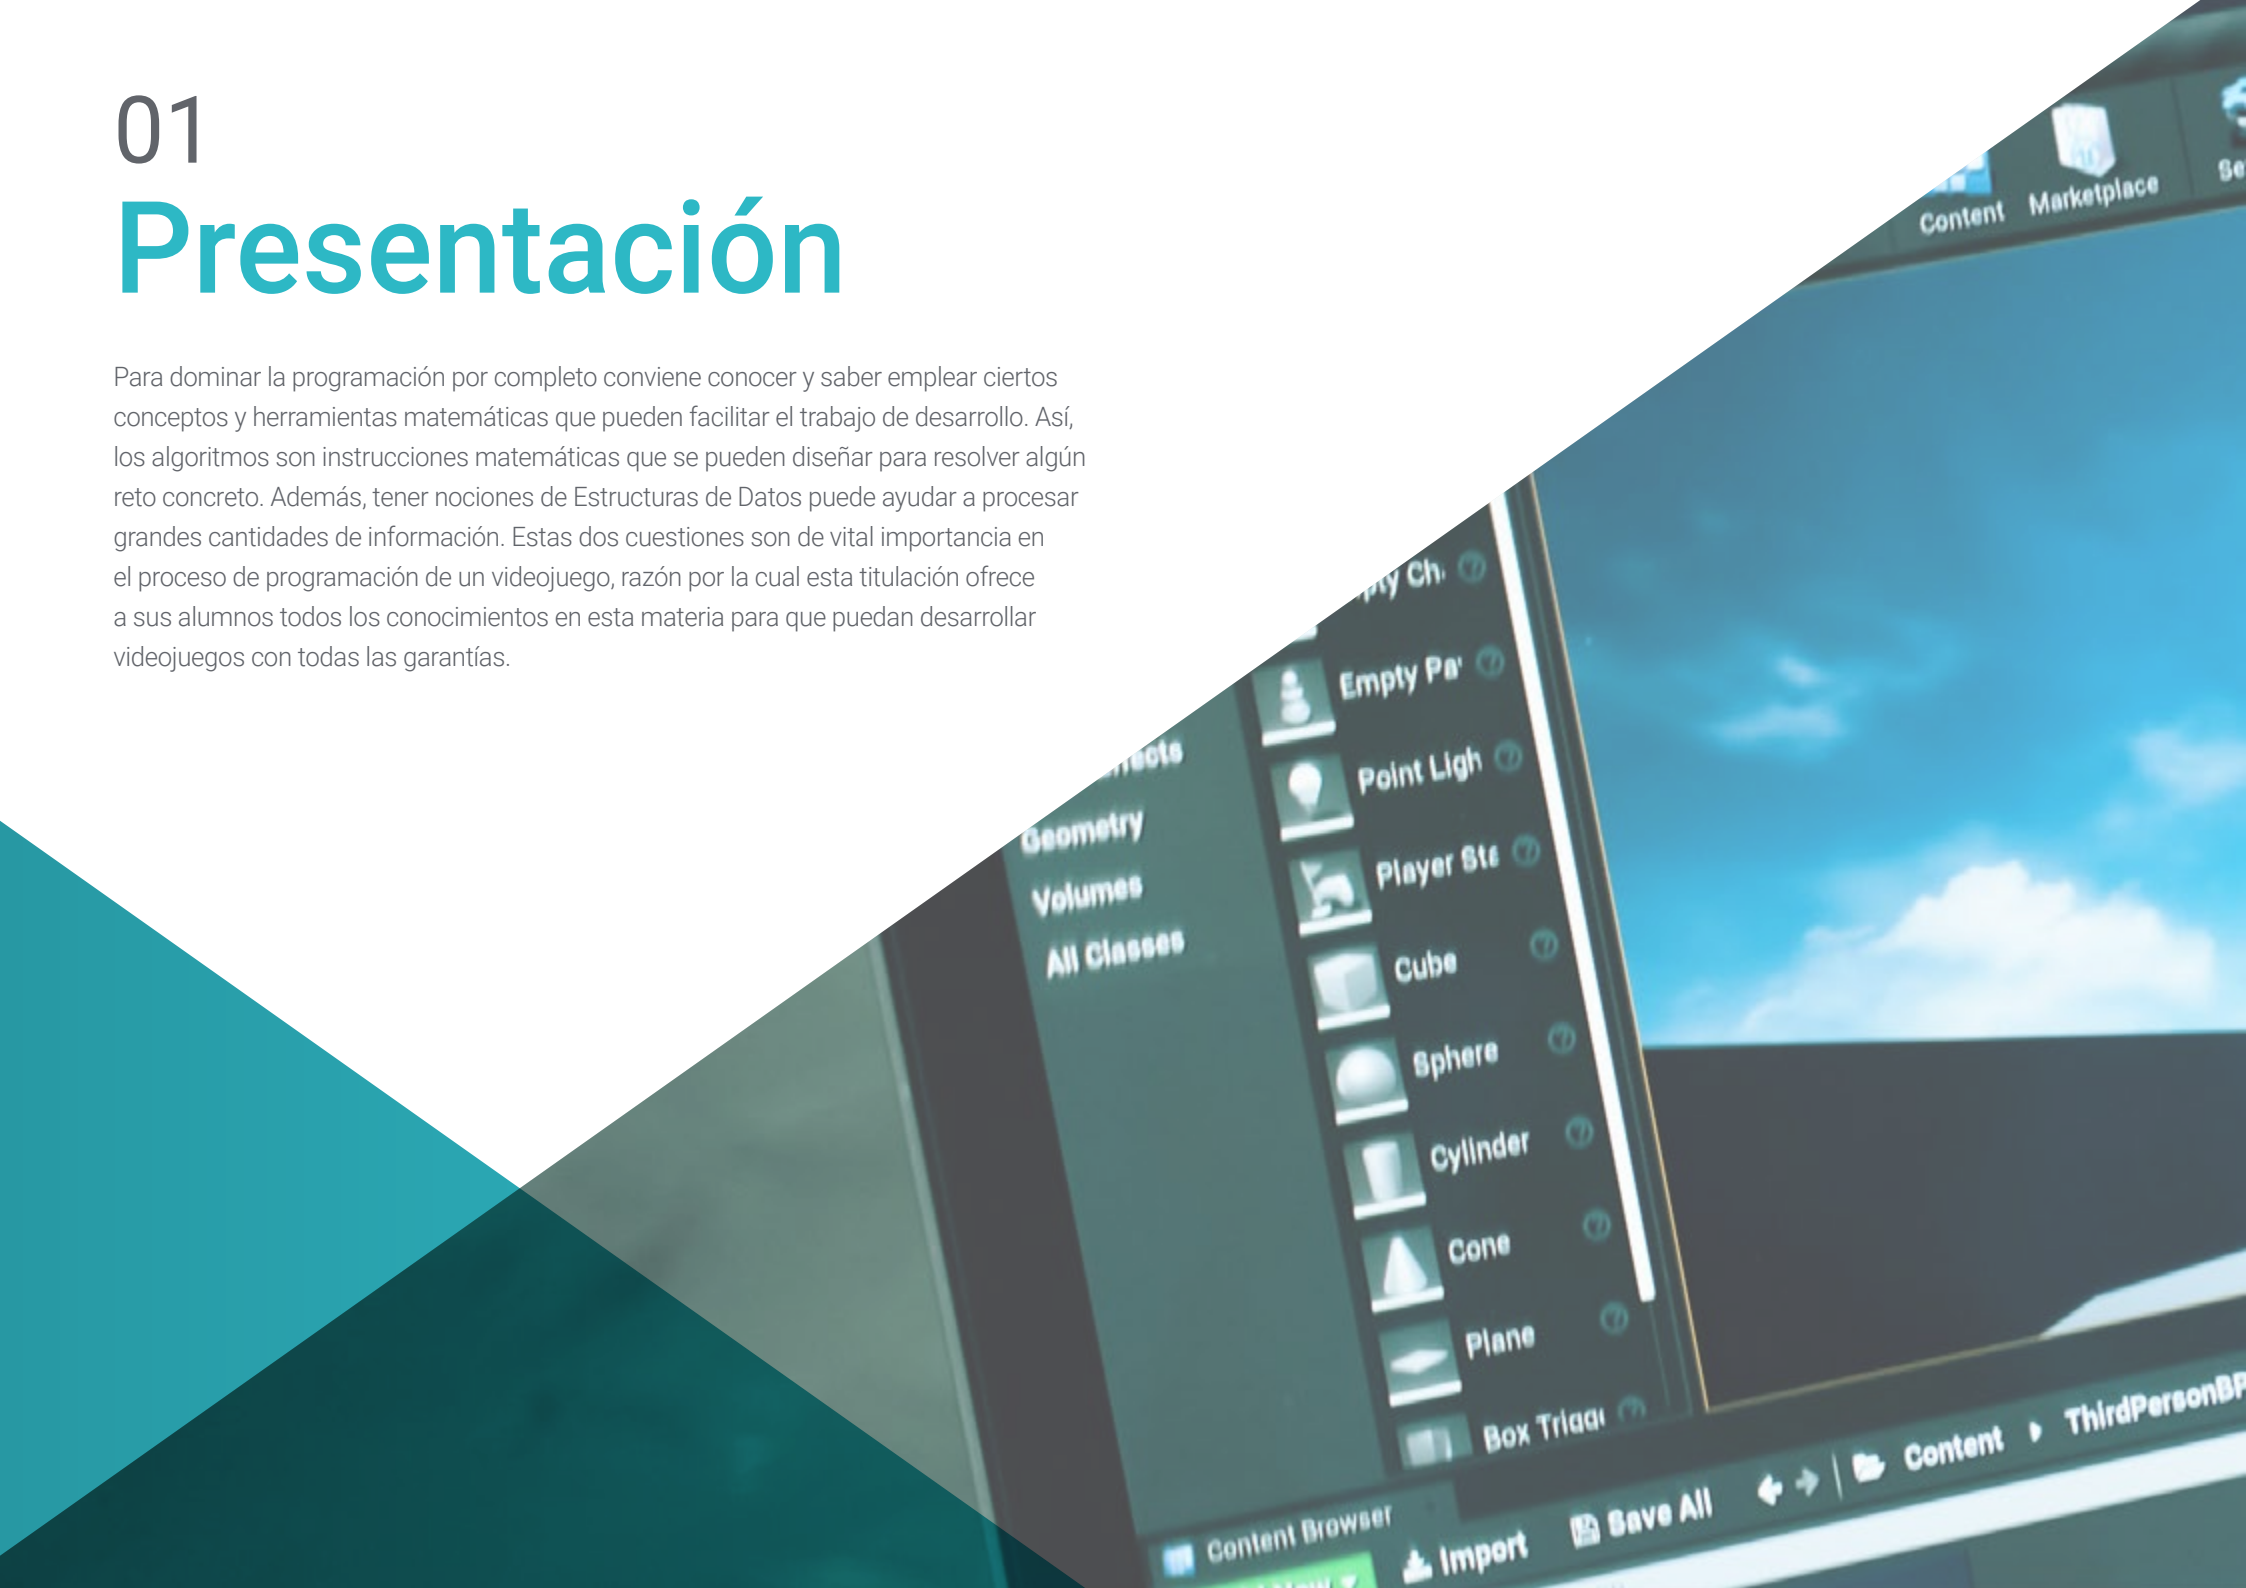 01
Presentación
Para dominar la programación por completo conviene conocer y saber emplear ciertos
conceptos y herramientas matemáticas que pueden facilitar el trabajo de desarrollo. Así,
los algoritmos son instrucciones matemáticas que se pueden diseñar para resolver algún
reto concreto. Además, tener nociones de Estructuras de Datos puede ayudar a procesar
grandes cantidades de información. Estas dos cuestiones son de vital importancia en
el proceso de programación de un videojuego, razón por la cual esta titulación ofrece
a sus alumnos todos los conocimientos en esta materia para que puedan desarrollar
videojuegos con todas las garantías.
Content
Marketplace
Geometry
Volumes
All Classes
Empty Pa
Point Ligh
Player Sta
Cube
Sphere
Cylinder
Cone
Plane
Box Trigg
Content Browser
Import
Save All
Content
ThirdPersonBP